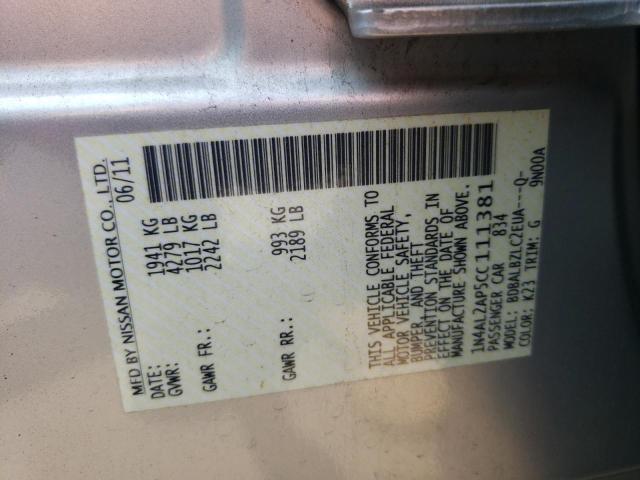 MFD BY NISSAN MOTOR CO., LTD.
DATE: 06/11
GVWR: 1941 KG
4279 LB
GAWR FR.: 1017 KG
2242 LB
GAWR RR.: 993 KG
2189 LB
THIS VEHICLE CONFORMS TO
ALL APPLICABLE FEDERAL
MOTOR VEHICLE SAFETY,
BUMPER, AND THEFT
PREVENTION STANDARDS IN
EFFECT ON THE DATE OF
MANUFACTURE SHOWN ABOVE.
1N4AL2AP5CC111381
PASSENGER CAR 834
MODEL: BDBALBZLCZEUA---Q-
COLOR: K23 TRIM: G 9N00A